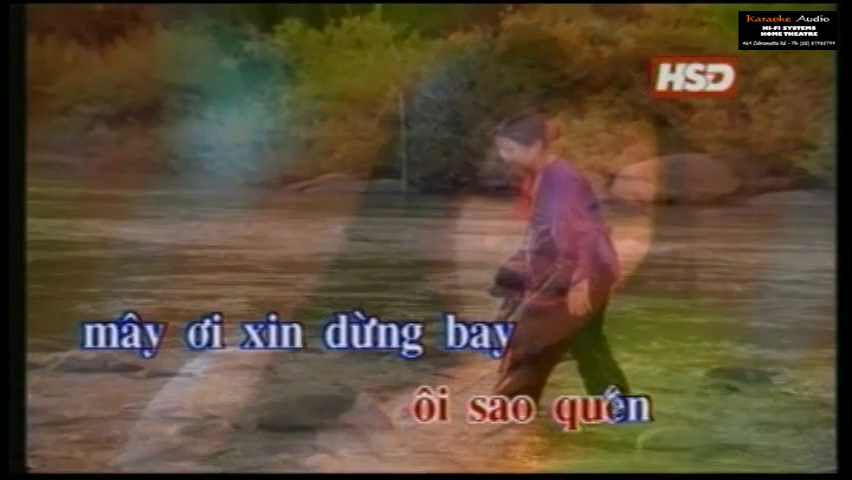 Karaoke Audio
HI-FI SYSTEMS
HOME THEATRE
HSD
mây ơi xin dừng bay
ôi sao quên